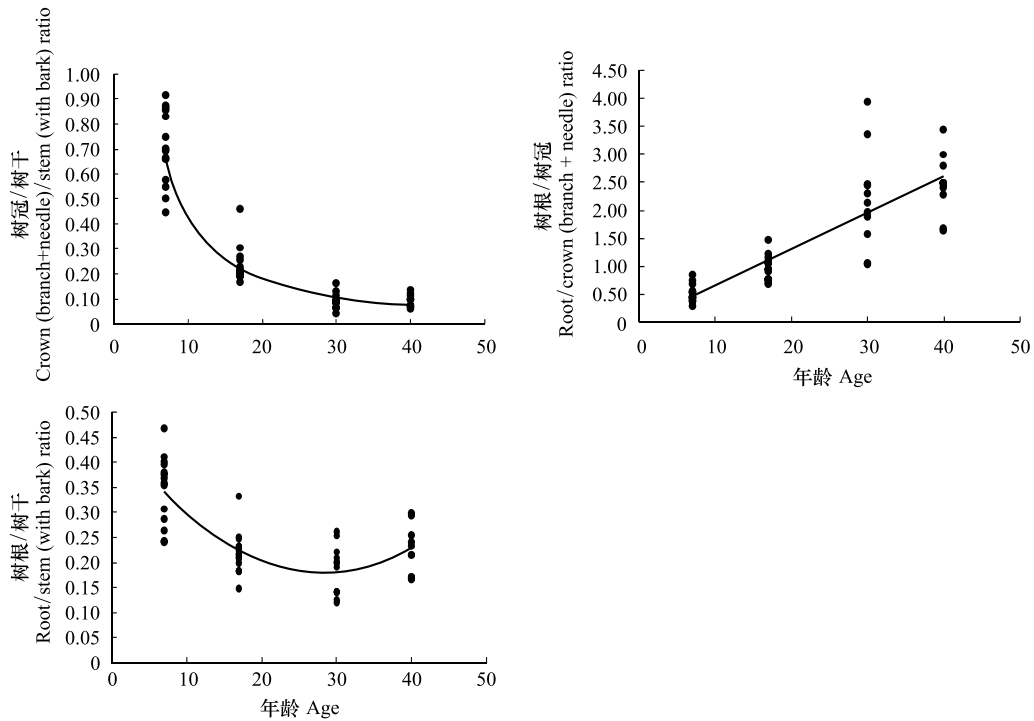 树冠/树干
Crown (branch+needle)/stem (with bark) ratio
1.00
0.90
0.80
0.70
0.60
0.50
0.40
0.30
0.20
0.10
0
0 10 20 30 40 50
树根/树冠
Root/crown (branch + needle) ratio
4.50
4.00
3.50
3.00
2.50
2.00
1.50
1.00
0.50
0
0 10 20 30 40 50
年龄 Age
树根/树干
Root/stem (with bark) ratio
0.50
0.45
0.40
0.35
0.30
0.25
0.20
0.15
0.10
0.05
0
0 10 20 30 40 50
年龄 Age